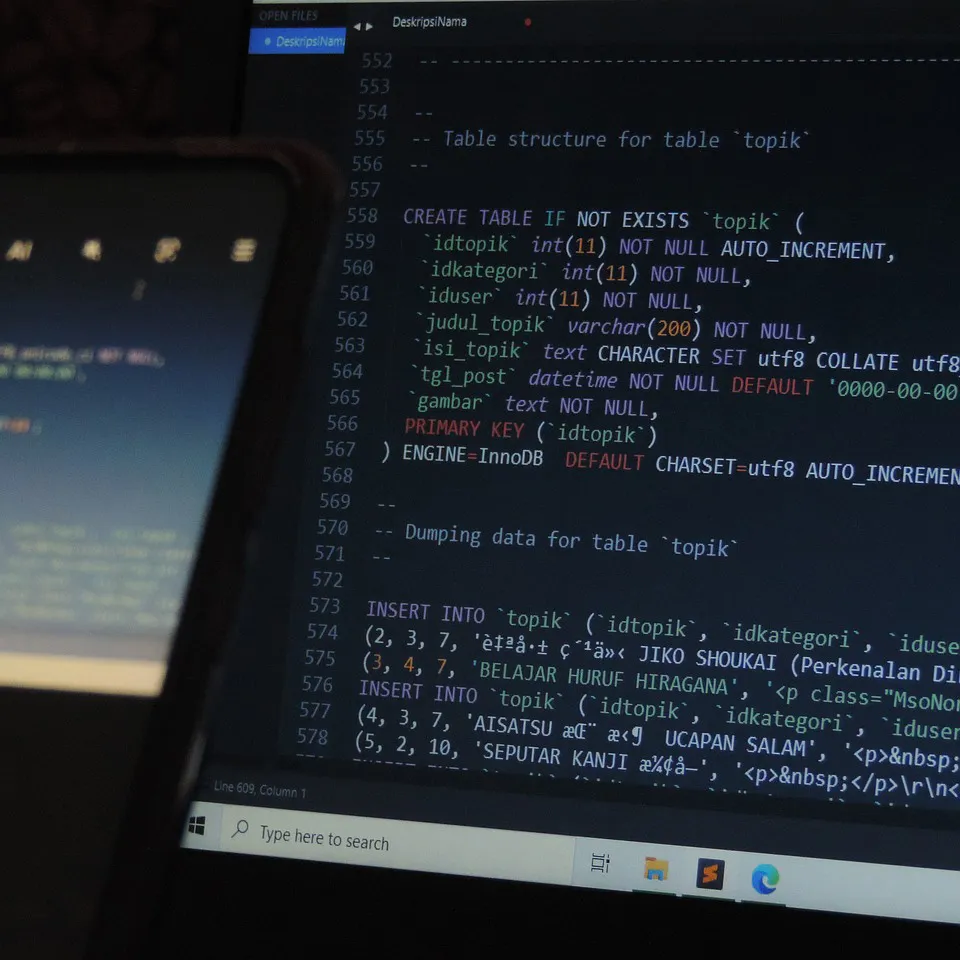 OPEN FILES
DeskripsiNama
DeskripsiNam
552 -- --------------------------------------------
553
554 --
555 -- Table structure for table `topik`
556 --
557
558 CREATE TABLE IF NOT EXISTS `topik` (
559 `idtopik` int(11) NOT NULL AUTO_INCREMENT,
560 `idkategori` int(11) NOT NULL,
561 `iduser` int(11) NOT NULL,
562 `judul_topik` varchar(200) NOT NULL,
563 `isi_topik` text CHARACTER SET utf8 COLLATE utf8
564 `tgl_post` datetime NOT NULL DEFAULT '0000-00-00
565 `gambar` text NOT NULL,
566 PRIMARY KEY (`idtopik`)
567 ) ENGINE=InnoDB DEFAULT CHARSET=utf8 AUTO_INCREMEN
568
569 --
570 -- Dumping data for table `topik`
571 --
572
573 INSERT INTO `topik` (`idtopik`, `idkategori`, `iduse
574 (2, 3, 7, 'è‡ªå·± ç´¹ä»‹ JIKO SHOUKAI (Perkenalan Di
575 (3, 4, 7, 'BELAJAR HURUF HIRAGANA', '<p class="MsoNor
576 INSERT INTO `topik` (`idtopik`, `idkategori`, `iduser
577 (4, 3, 7, 'AISATSU æŒ¨ æ‹¶ UCAPAN SALAM', '<p>&nbsp;
578 (5, 2, 10, 'SEPUTAR KANJI æ¼¢å­—', '<p>&nbsp;</p>\r\n<
Line 609, Column 1
Type here to search